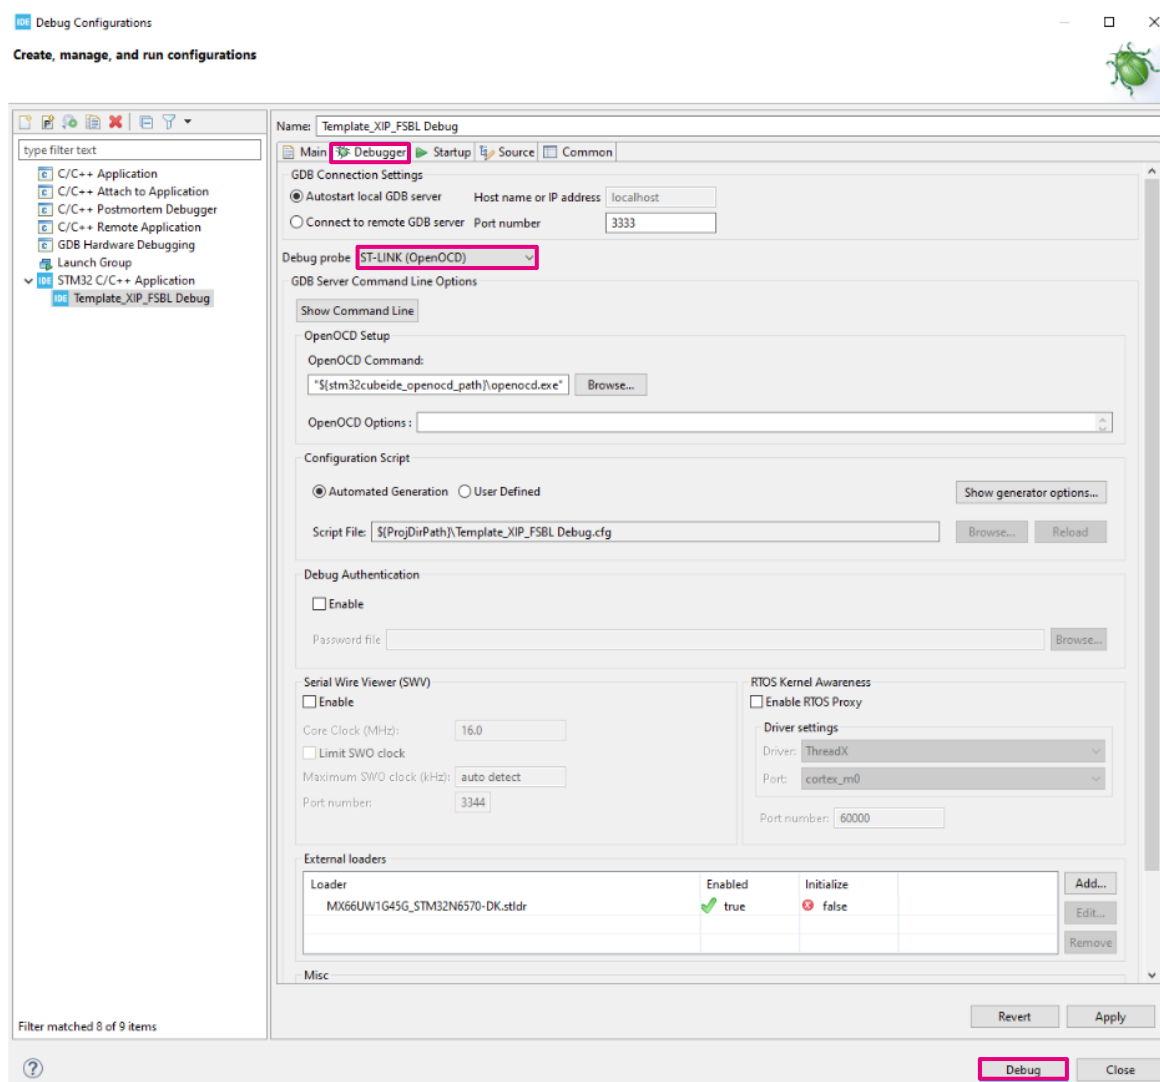 IDE Debug Configurations
Create, manage, and run configurations
type filter text
C/C++ Application
C/C++ Attach to Application
C/C++ Postmortem Debugger
C/C++ Remote Application
GDB Hardware Debugging
Launch Group
IDE STM32 C/C++ Application
IDE Template_XIP_FSBL Debug
Filter matched 8 of 9 items
Name: Template_XIP_FSBL Debug
Main Debugger Startup Source Common
GDB Connection Settings
Autostart local GDB server Host name or IP address localhost
Connect to remote GDB server Port number 3333
Debug probe ST-LINK (OpenOCD)
GDB Server Command Line Options
Show Command Line
OpenOCD Setup
OpenOCD Command:
"${stm32cubeide_openocd_path}\openocd.exe" Browse...
OpenOCD Options :
Configuration Script
Automated Generation User Defined Show generator options...
Script File: ${ProjDirPath}\Template_XIP_FSBL Debug.cfg Browse... Reload
Debug Authentication
Enable
Password file Browse...
Serial Wire Viewer (SWV)
Enable
Core Clock (MHz): 16.0
Limit SWO clock
Maximum SWO clock (kHz): auto detect
Port number: 3344
RTOS Kernel Awareness
Enable RTOS Proxy
Driver settings
Driver: ThreadX
Port: cortex_m0
Port number: 60000
External loaders
Loader Enabled Initialize Add...
MX66UW1G45G_STM32N6570-DK.stldr true false
Edit...
Remove
Misc
Revert Apply
? Debug Close